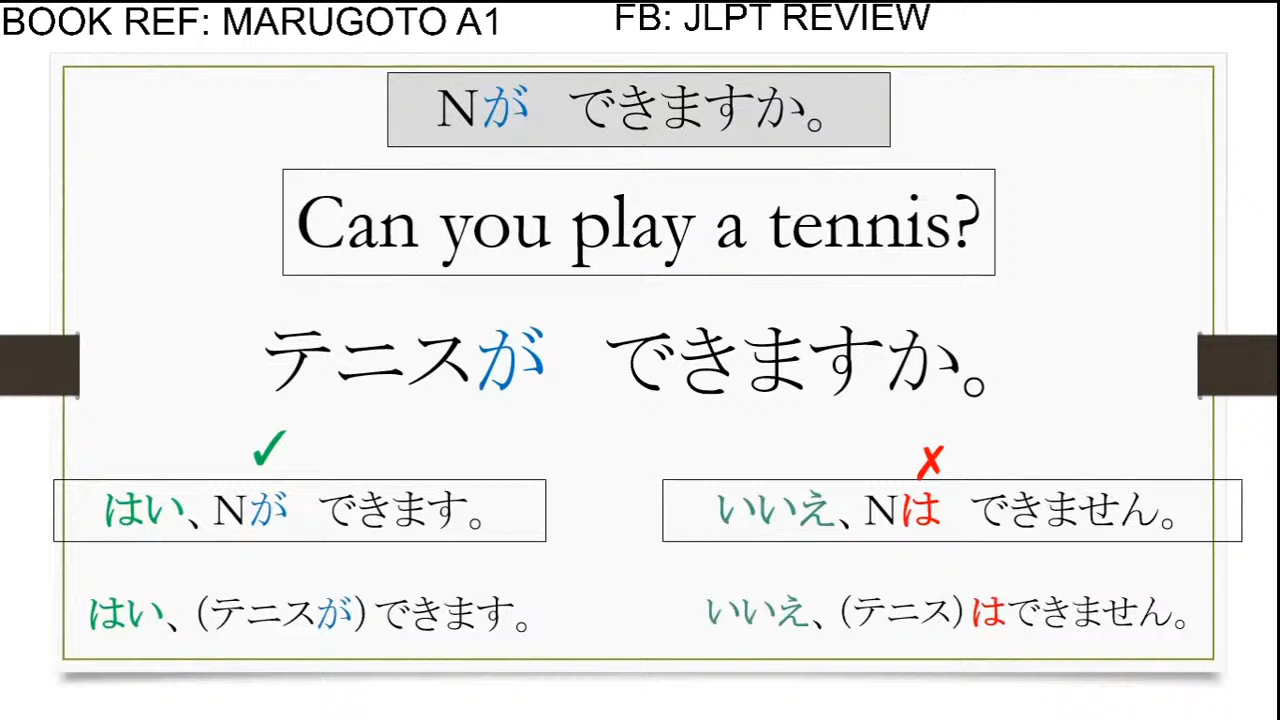 BOOK REF: MARUGOTO A1
FB: JLPT REVIEW
Nが できますか。
Can you play a tennis?
テニスが できますか。
✓
✗
はい、Nが できます。
いいえ、Nは できません。
はい、(テニスが)できます。
いいえ、(テニス)はできません。